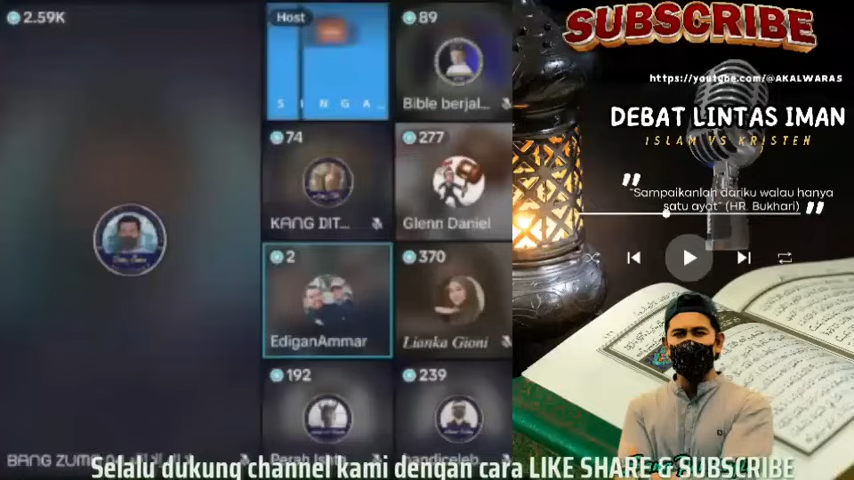 2.59K
Host
S I N G A...
89
Bible berjal...
74
KANG DIT...
277
Glenn Daniel
2
EdiganAmmar
370
Lianka Gioni
192
239
BANG ZUMA
SUBSCRIBE
https://youtube.com/@AKALWARAS
DEBAT LINTAS IMAN
ISLAM VS KRISTEN
"Sampaikanlah dariku walau hanya
satu ayat" (HR. Bukhari)
Selalu dukung channel kami dengan cara LIKE SHARE & SUBSCRIBE